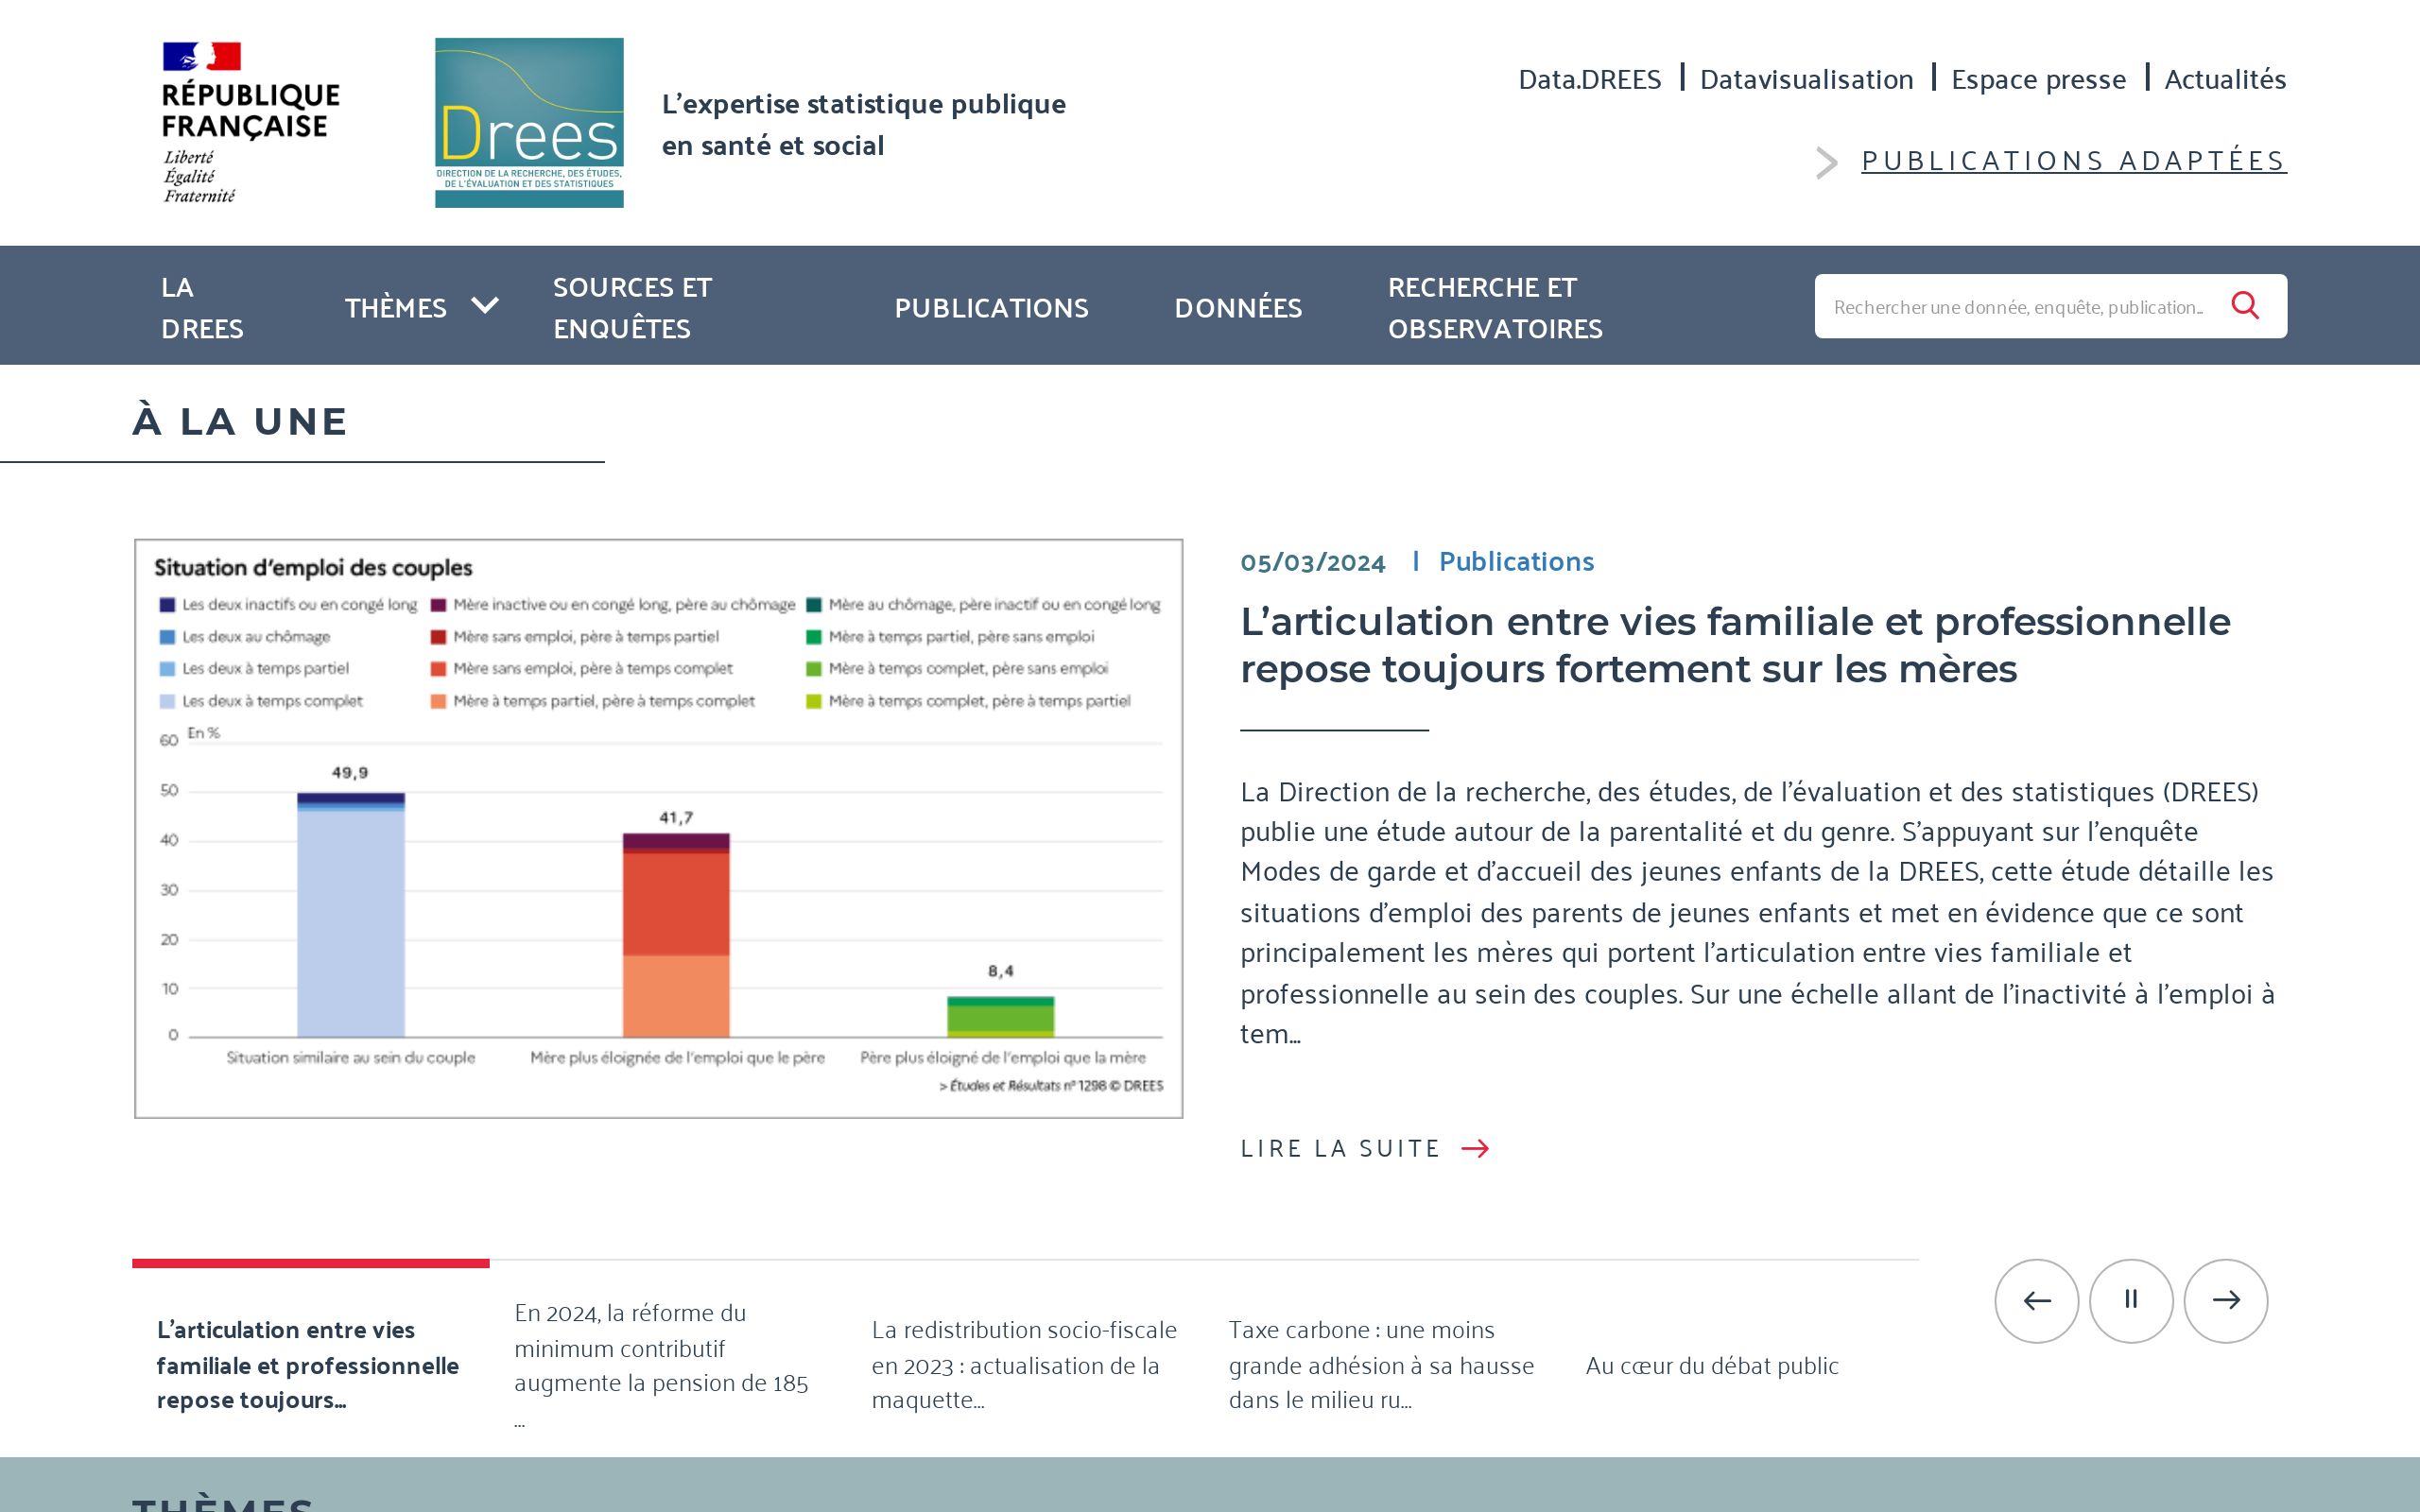 RÉPUBLIQUE
FRANÇAISE
Liberté
Égalité
Fraternité
Drees
DIRECTION DE LA RECHERCHE, DES ÉTUDES,
DE L'ÉVALUATION ET DES STATISTIQUES
L'expertise statistique publique
en santé et social
Data.DREES
Datavisualisation
Espace presse
Actualités
PUBLICATIONS ADAPTÉES
LA
DREES
THÈMES
SOURCES ET
ENQUÊTES
PUBLICATIONS
DONNÉES
RECHERCHE ET
OBSERVATOIRES
Rechercher une donnée, enquête, publication...
À LA UNE
Situation d'emploi des couples
Les deux inactifs ou en congé long
Mère inactive ou en congé long, père au chômage
Mère au chômage, père inactif ou en congé long
Les deux au chômage
Mère sans emploi, père à temps partiel
Mère à temps partiel, père sans emploi
Les deux à temps partiel
Mère sans emploi, père à temps complet
Mère à temps complet, père sans emploi
Les deux à temps complet
Mère à temps partiel, père à temps complet
Mère à temps complet, père à temps partiel
En %
60
50
40
30
20
10
0
49,9
41,7
8,4
Situation similaire au sein du couple
Mère plus éloignée de l'emploi que le père
Père plus éloigné de l'emploi que la mère
> Études et Résultats n° 1298 © DREES
05/03/2024 | Publications
L'articulation entre vies familiale et professionnelle
repose toujours fortement sur les mères
La Direction de la recherche, des études, de l'évaluation et des statistiques (DREES)
publie une étude autour de la parentalité et du genre. S'appuyant sur l'enquête
Modes de garde et d'accueil des jeunes enfants de la DREES, cette étude détaille les
situations d'emploi des parents de jeunes enfants et met en évidence que ce sont
principalement les mères qui portent l'articulation entre vies familiale et
professionnelle au sein des couples. Sur une échelle allant de l'inactivité à l'emploi à
tem...
LIRE LA SUITE
L'articulation entre vies
familiale et professionnelle
repose toujours...
En 2024, la réforme du
minimum contributif
augmente la pension de 185
...
La redistribution socio-fiscale
en 2023 : actualisation de la
maquette...
Taxe carbone : une moins
grande adhésion à sa hausse
dans le milieu ru...
Au cœur du débat public
THÈMES